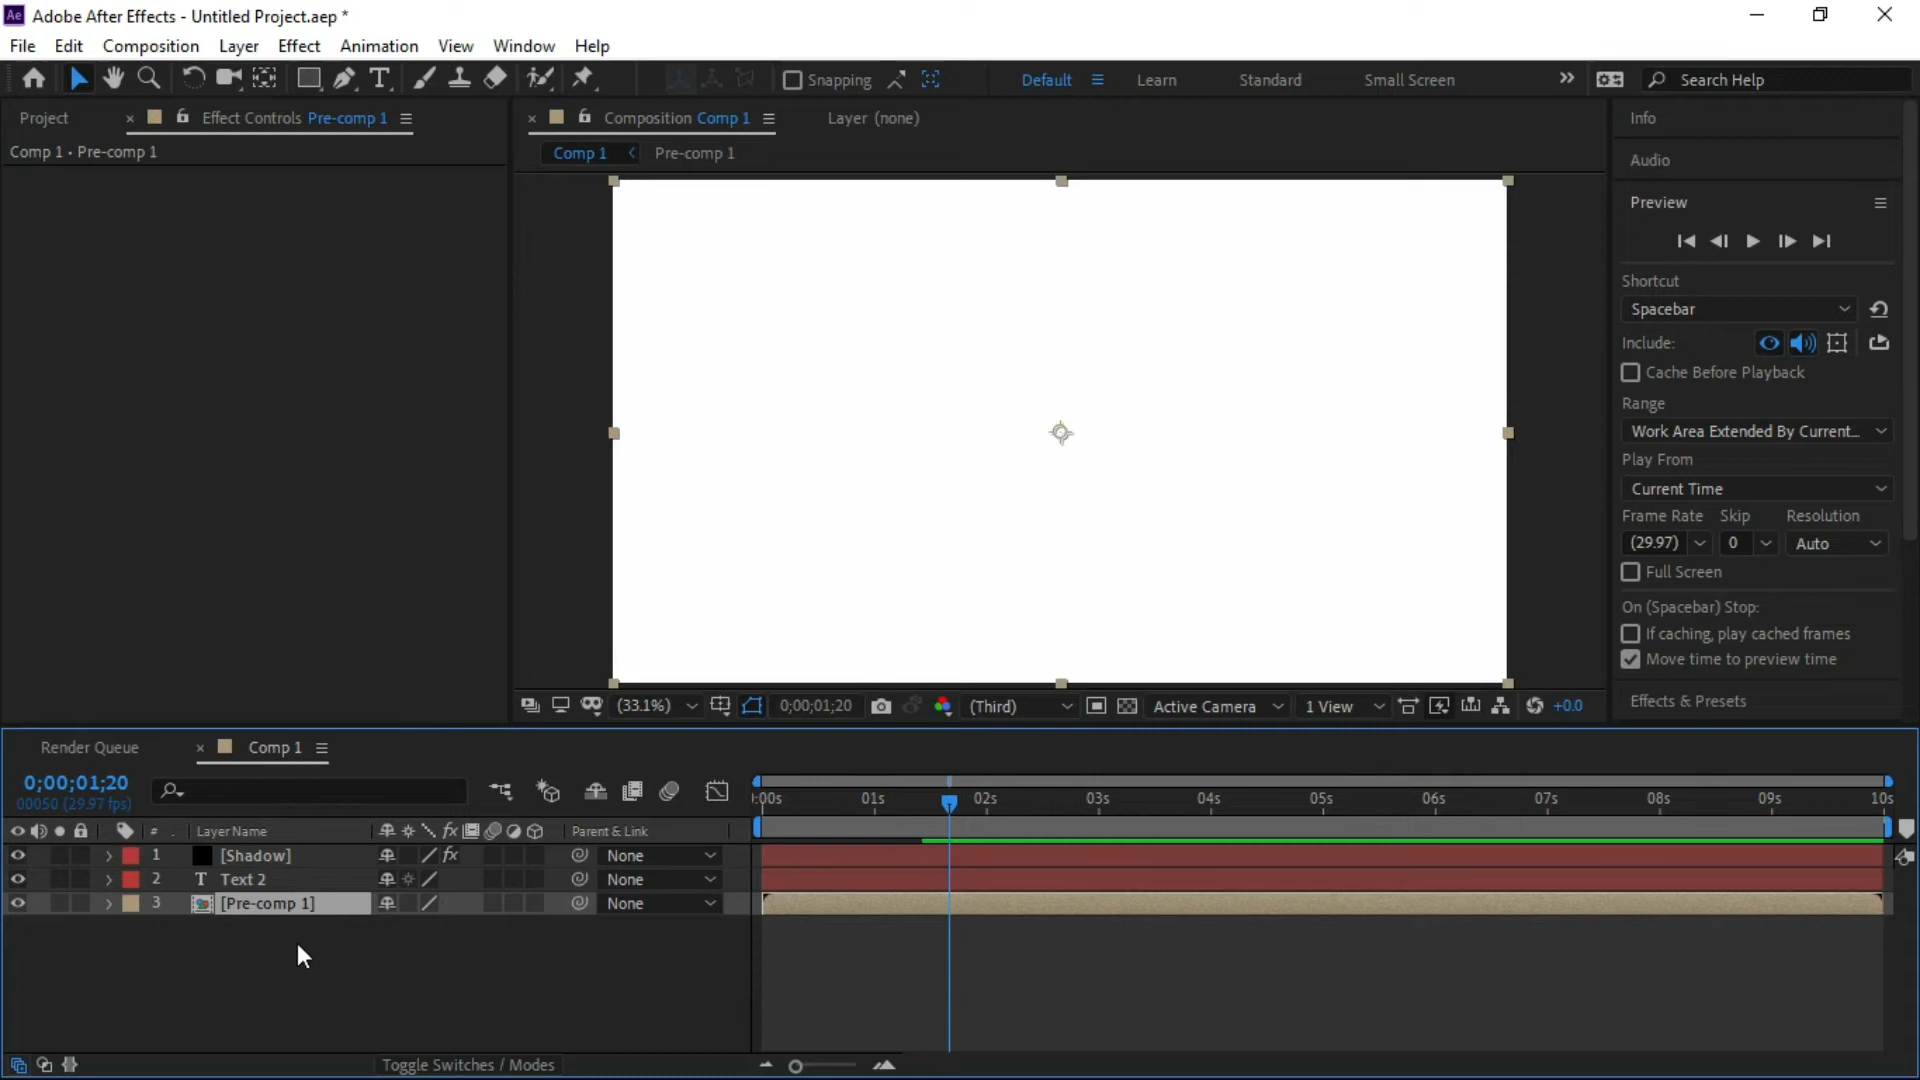 Ae Adobe After Effects - Untitled Project.aep *
File Edit Composition Layer Effect Animation View Window Help
T Snapping Default Learn Standard Small Screen Search Help
Project Effect Controls Pre-comp 1
Comp 1 • Pre-comp 1
Composition Comp 1 Layer (none)
Comp 1 Pre-comp 1
(33.1%) 0;00;01;20 (Third) Active Camera 1 View +0.0
Info
Audio
Preview
Shortcut
Spacebar
Include:
Cache Before Playback
Range
Work Area Extended By Current...
Play From
Current Time
Frame Rate Skip Resolution
(29.97) 0 Auto
Full Screen
On (Spacebar) Stop:
If caching, play cached frames
Move time to preview time
Effects & Presets
Render Queue Comp 1
0;00;01;20
00050 (29.97 fps)
:00s 01s 02s 03s 04s 05s 06s 07s 08s 09s 10s
# . Layer Name fx Parent & Link
1 [Shadow] fx None
2 T Text 2 None
3 [Pre-comp 1] None
Toggle Switches / Modes